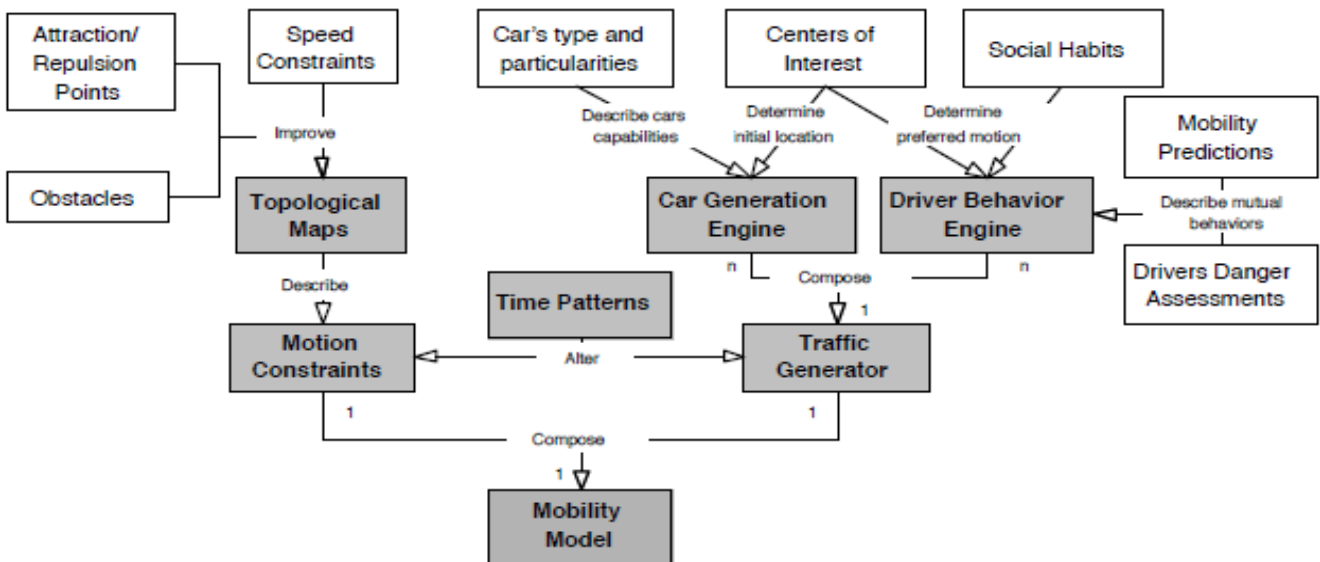 Attraction/
Repulsion
Points
Speed
Constraints
Car's type and
particularities
Centers of
Interest
Social Habits
Describe cars
capabilities
Determine
initial location
Determine
preferred motion
Mobility
Predictions
Improve
Obstacles
Topological
Maps
Car Generation
Engine
Driver Behavior
Engine
Describe mutual
behaviors
n
Compose
n
Drivers Danger
Assessments
Describe
Time Patterns
1
Motion
Constraints
Alter
Traffic
Generator
1
1
Compose
1
Mobility
Model